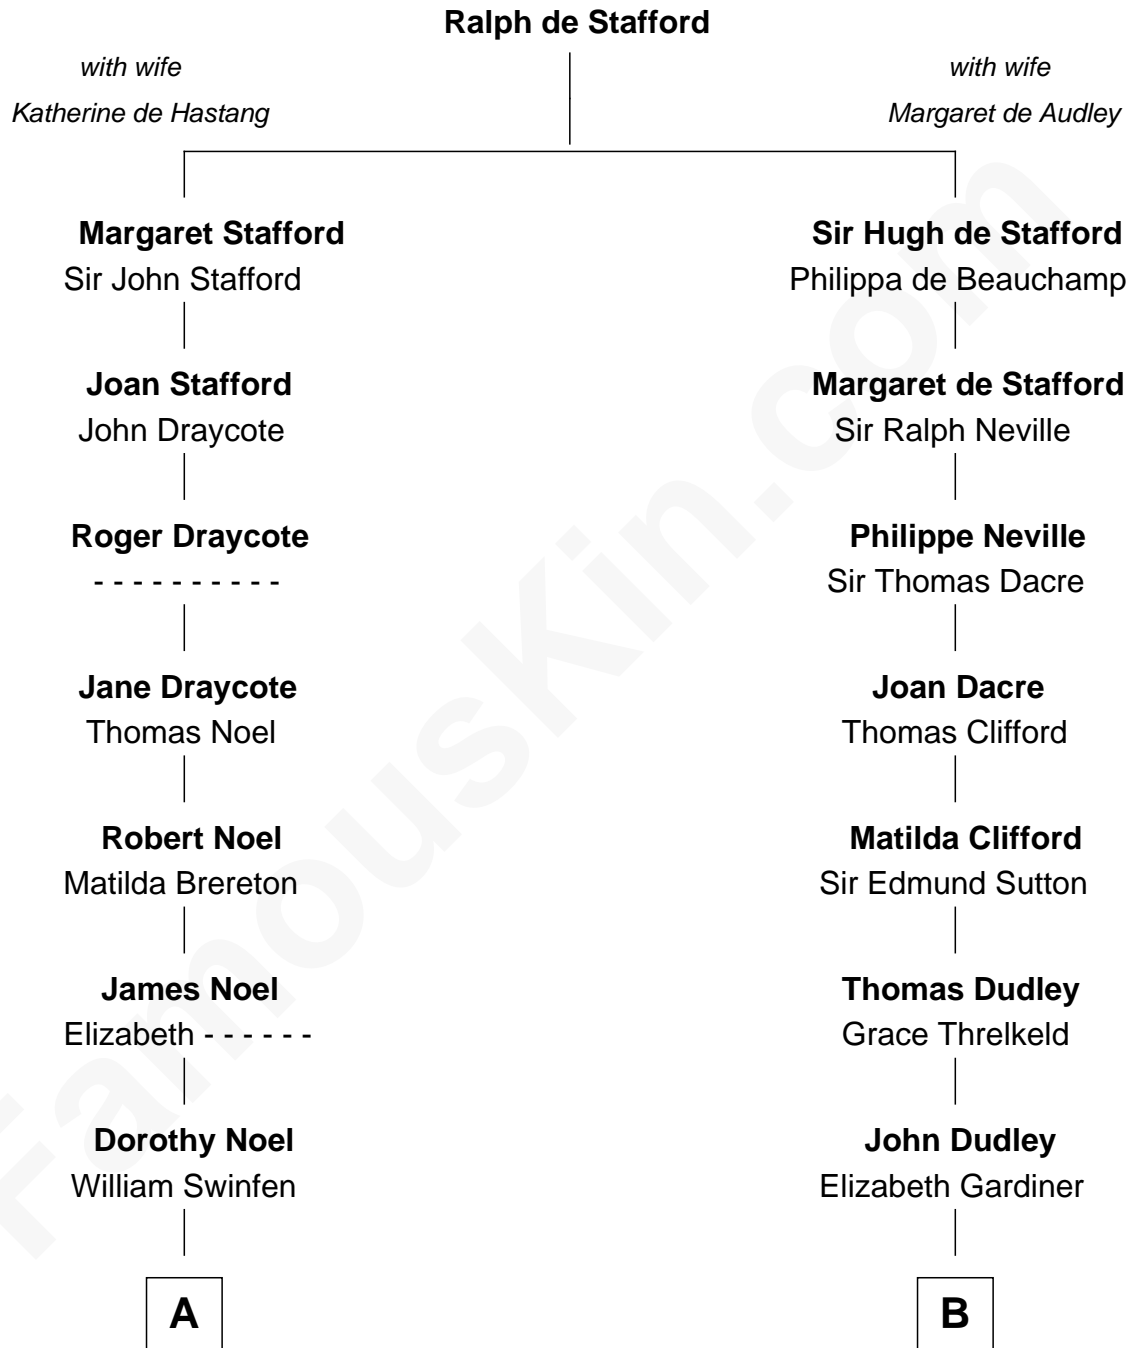 Ralph de Stafford
with wife
Katherine de Hastang
with wife
Margaret de Audley
Margaret Stafford
Sir John Stafford
Sir Hugh de Stafford
Philippa de Beauchamp
Joan Stafford
John Draycote
Margaret de Stafford
Sir Ralph Neville
Roger Draycote
- - - - - - - - - -
Philippe Neville
Sir Thomas Dacre
Jane Draycote
Thomas Noel
Joan Dacre
Thomas Clifford
Robert Noel
Matilda Brereton
Matilda Clifford
Sir Edmund Sutton
James Noel
Elizabeth - - - - - -
Thomas Dudley
Grace Threlkeld
Dorothy Noel
William Swinfen
John Dudley
Elizabeth Gardiner
A
B
FamousKin.com